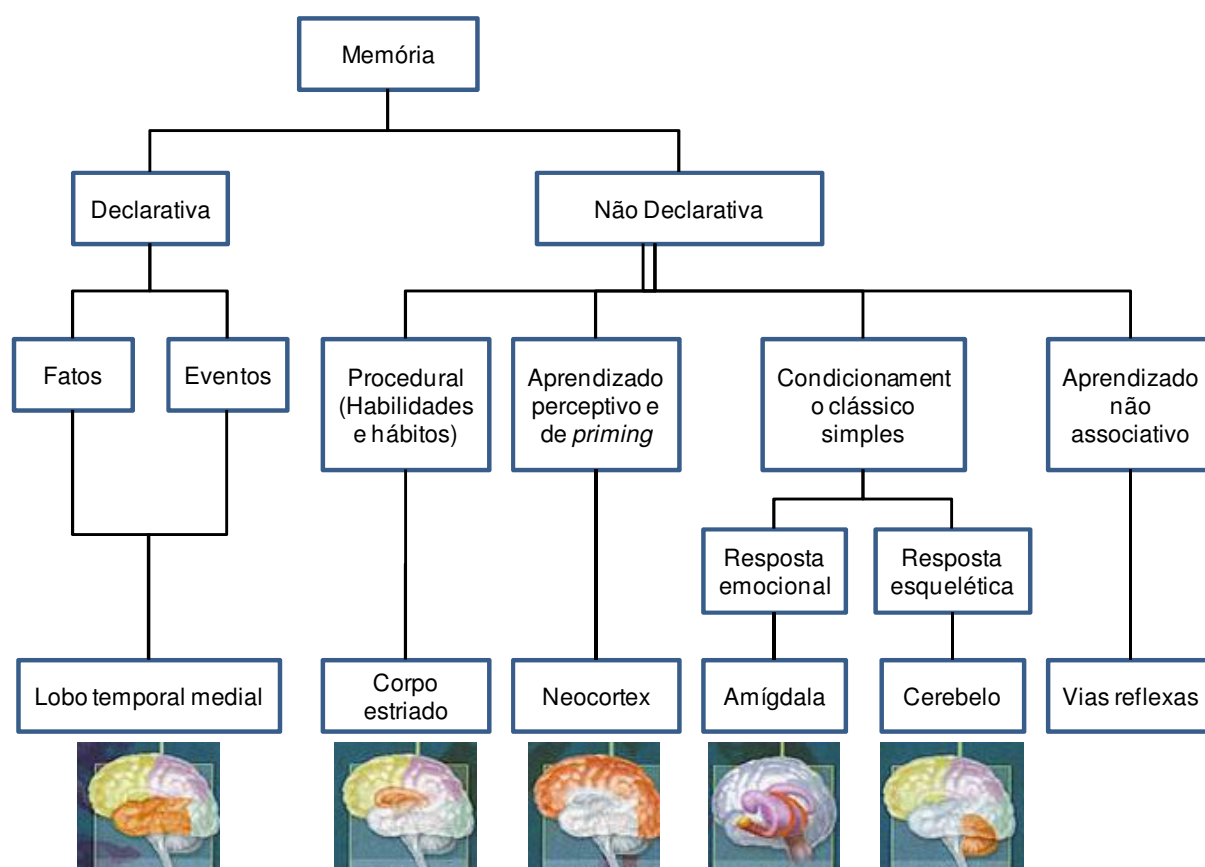 Memória
Declarativa
Não Declarativa
Fatos
Eventos
Procedural
(Habilidades
e hábitos)
Aprendizado
perceptivo e
de priming
Condicionament
o clássico
simples
Aprendizado
não
associativo
Resposta
emocional
Resposta
esquelética
Lobo temporal medial
Corpo
estriado
Neocortex
Amígdala
Cerebelo
Vias reflexas